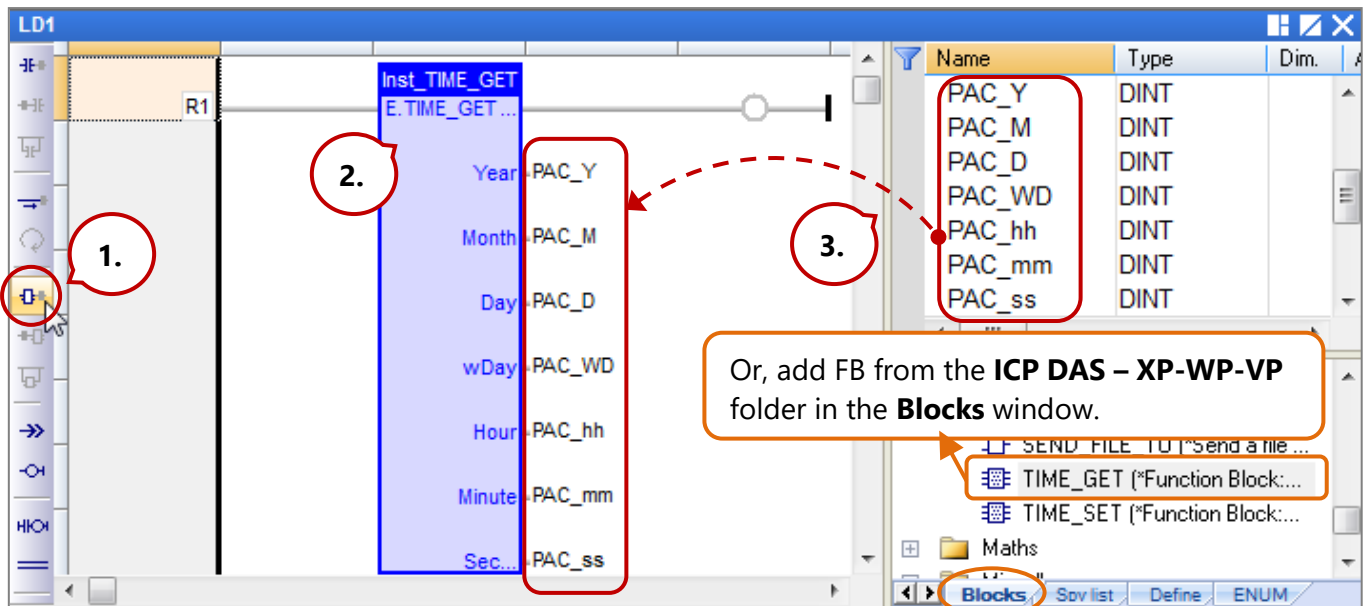 LD1
R1
Inst_TIME_GET
E.TIME_GET ...
Year PAC_Y
Month PAC_M
Day PAC_D
wDay PAC_WD
Hour PAC_hh
Minute PAC_mm
Sec... PAC_ss
1.
2.
3.
Name Type Dim.
PAC_Y DINT
PAC_M DINT
PAC_D DINT
PAC_WD DINT
PAC_hh DINT
PAC_mm DINT
PAC_ss DINT
Or, add FB from the ICP DAS – XP-WP-VP
folder in the Blocks window.
SEND_FILE_TO (*Send a file ...
TIME_GET (*Function Block:...
TIME_SET (*Function Block:...
Maths
Blocks Spy list Define ENUM